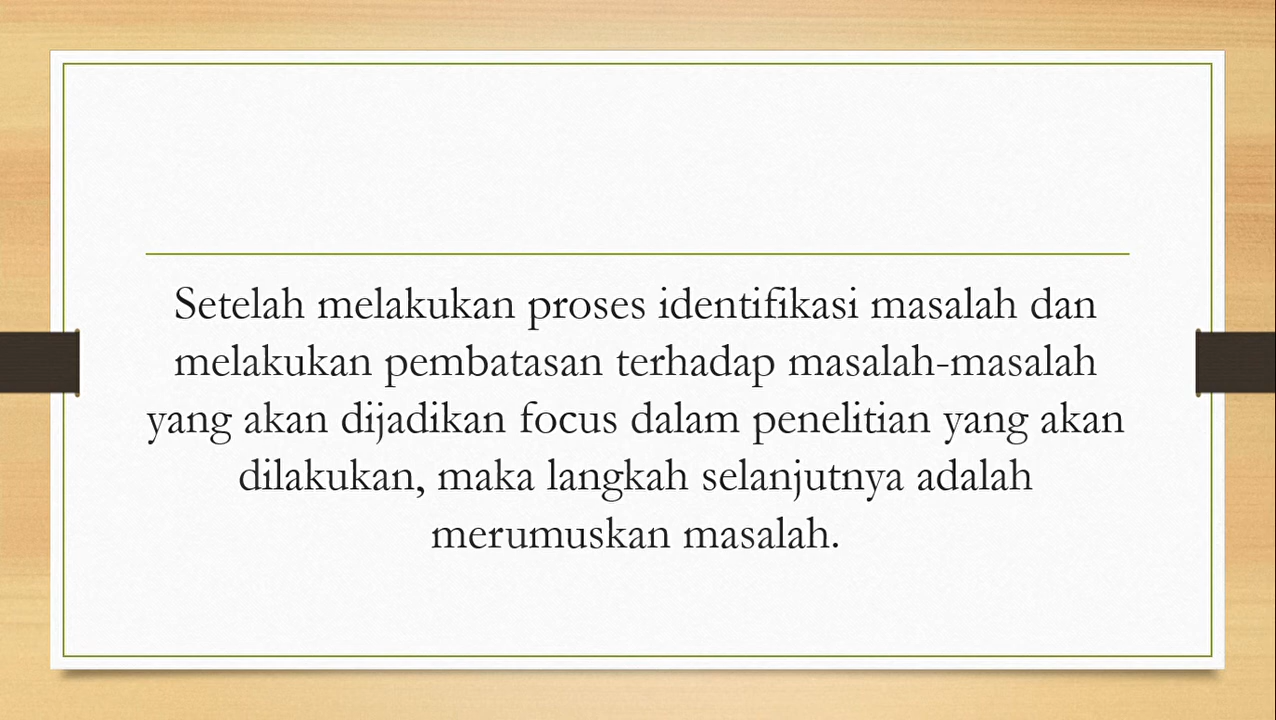 Setelah melakukan proses identifikasi masalah dan
melakukan pembatasan terhadap masalah-masalah
yang akan dijadikan focus dalam penelitian yang akan
dilakukan, maka langkah selanjutnya adalah
merumuskan masalah.